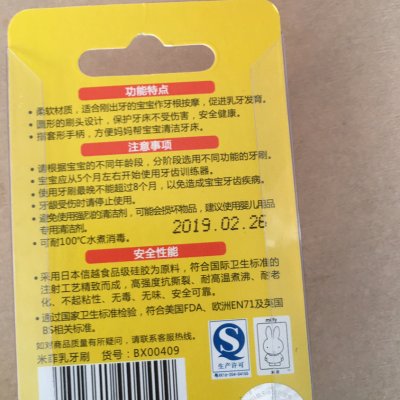 功能特点
• 柔软材质，适合刚出牙的宝宝作牙根按摩，促进乳牙发育。
• 圆形的刷头设计，保护牙床不受伤害，安全健康。
• 指套形手柄，方便妈妈帮宝宝清洁牙床。
注意事项
• 请根据宝宝的不同年龄段，分阶段选用不同功能的牙刷。
• 宝宝应从5个月左右开始使用牙齿训练器。
• 使用牙刷最晚不能超过8个月，以免造成宝宝牙齿疾病。
• 牙龈受伤时请停止使用。
• 避免使用强烈的清洁剂，可能会损坏物品，建议使用婴儿用品
专用清洁剂。
2019.02.26
• 可耐100℃水煮消毒。
安全性能
• 采用日本信越食品级硅胶为原料，符合国际卫生标准的
注射工艺精致而成，高强度抗撕裂、耐高温煮沸、耐老
化、不起粘性、无毒、无味、安全可靠。
• 通过国家卫生标准检验，符合美国FDA、欧洲EN71及英国
BS相关标准。
如对我们的商品有所疑问，请联系客服热线。
米菲乳牙刷 货号：BX00409
QS
生产许可
miffy